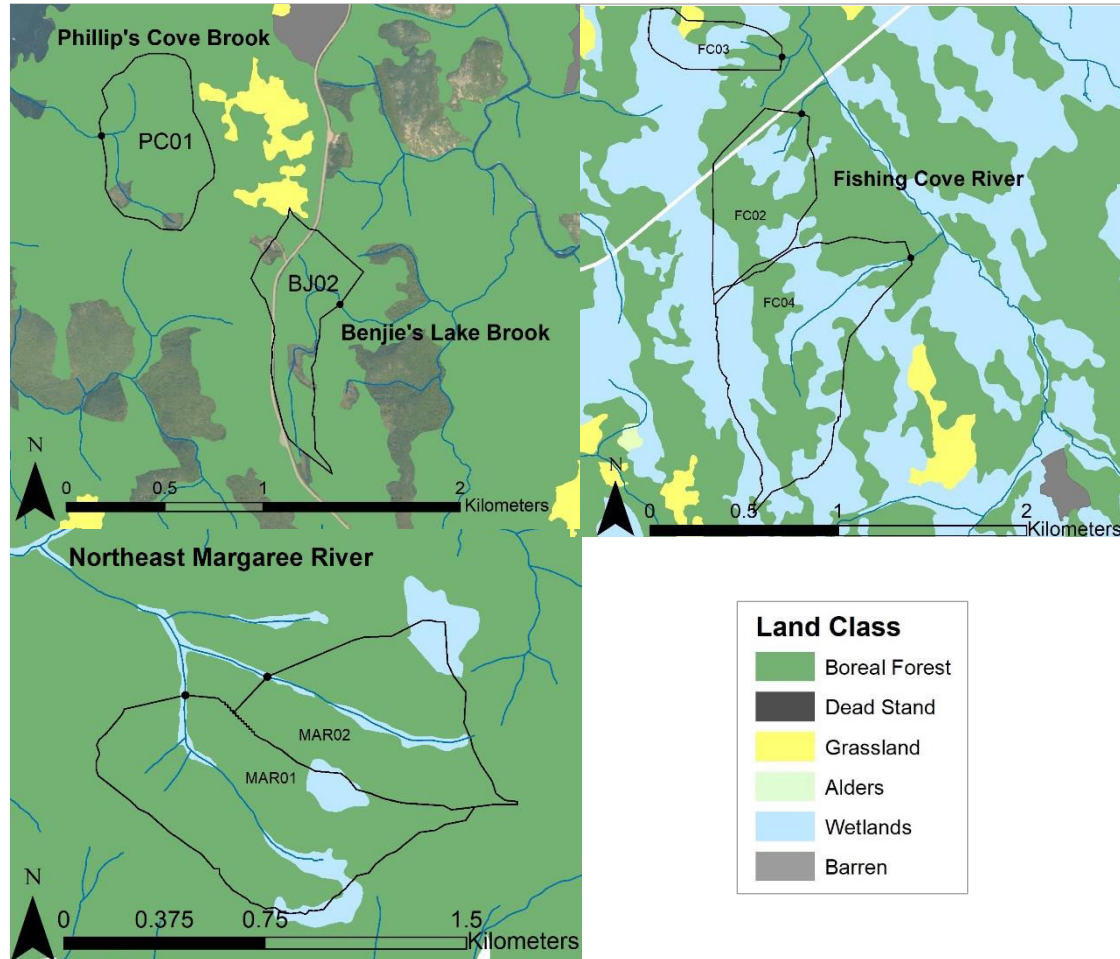 Phillip's Cove Brook
PC01
BJ02
Benjie's Lake Brook
N
0 0.5 1 2
Kilometers
FC03
Fishing Cove River
FC02
FC04
N
0 0.5 1 2
Kilometers
Northeast Margaree River
MAR02
MAR01
N
0 0.375 0.75 1.5
Kilometers
Land Class
Boreal Forest
Dead Stand
Grassland
Alders
Wetlands
Barren